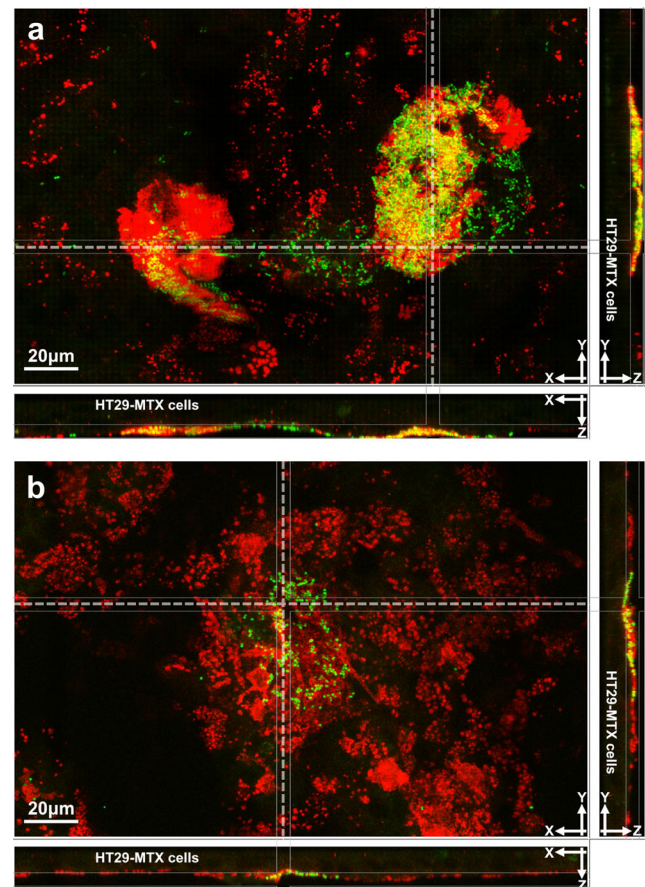 a
HT29-MTX cells
20μm
X
Y
Y
Z
HT29-MTX cells
X
Z
b
HT29-MTX cells
20μm
X
Y
Y
Z
HT29-MTX cells
X
Z